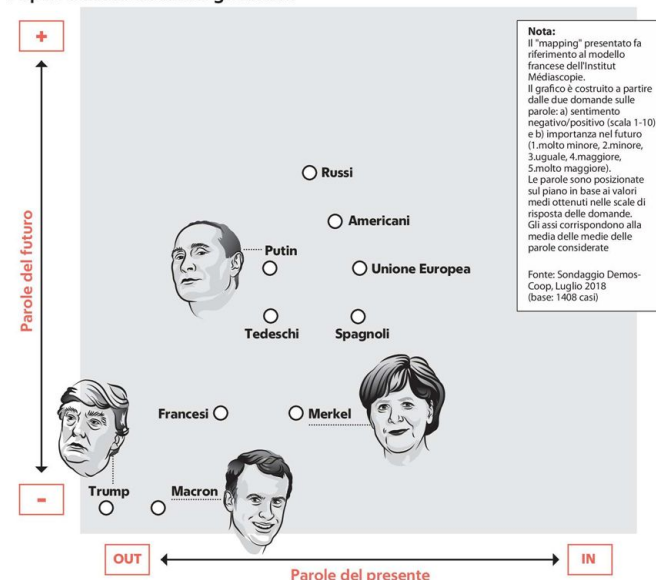 +
Nota:
Il "mapping" presentato fa
riferimento al modello
francese dell'Institut
Médiascopie.
Il grafico è costruito a partire
dalle due domande sulle
parole: a) sentimento
negativo/positivo (scala 1-10)
e b) importanza nel futuro
(1.molto minore, 2.minore,
3.uguale, 4.maggiore,
5.molto maggiore).
Le parole sono posizionate
sul piano in base ai valori
medi ottenuti nelle scale di
risposta delle domande.
Gli assi corrispondono alla
media delle medie delle
parole considerate
Fonte: Sondaggio Demos-
Coop, Luglio 2018
(base: 1408 casi)
Russi
Americani
Putin
Unione Europea
Parole del futuro
Tedeschi
Spagnoli
Francesi
Merkel
Trump
Macron
-
OUT
IN
Parole del presente